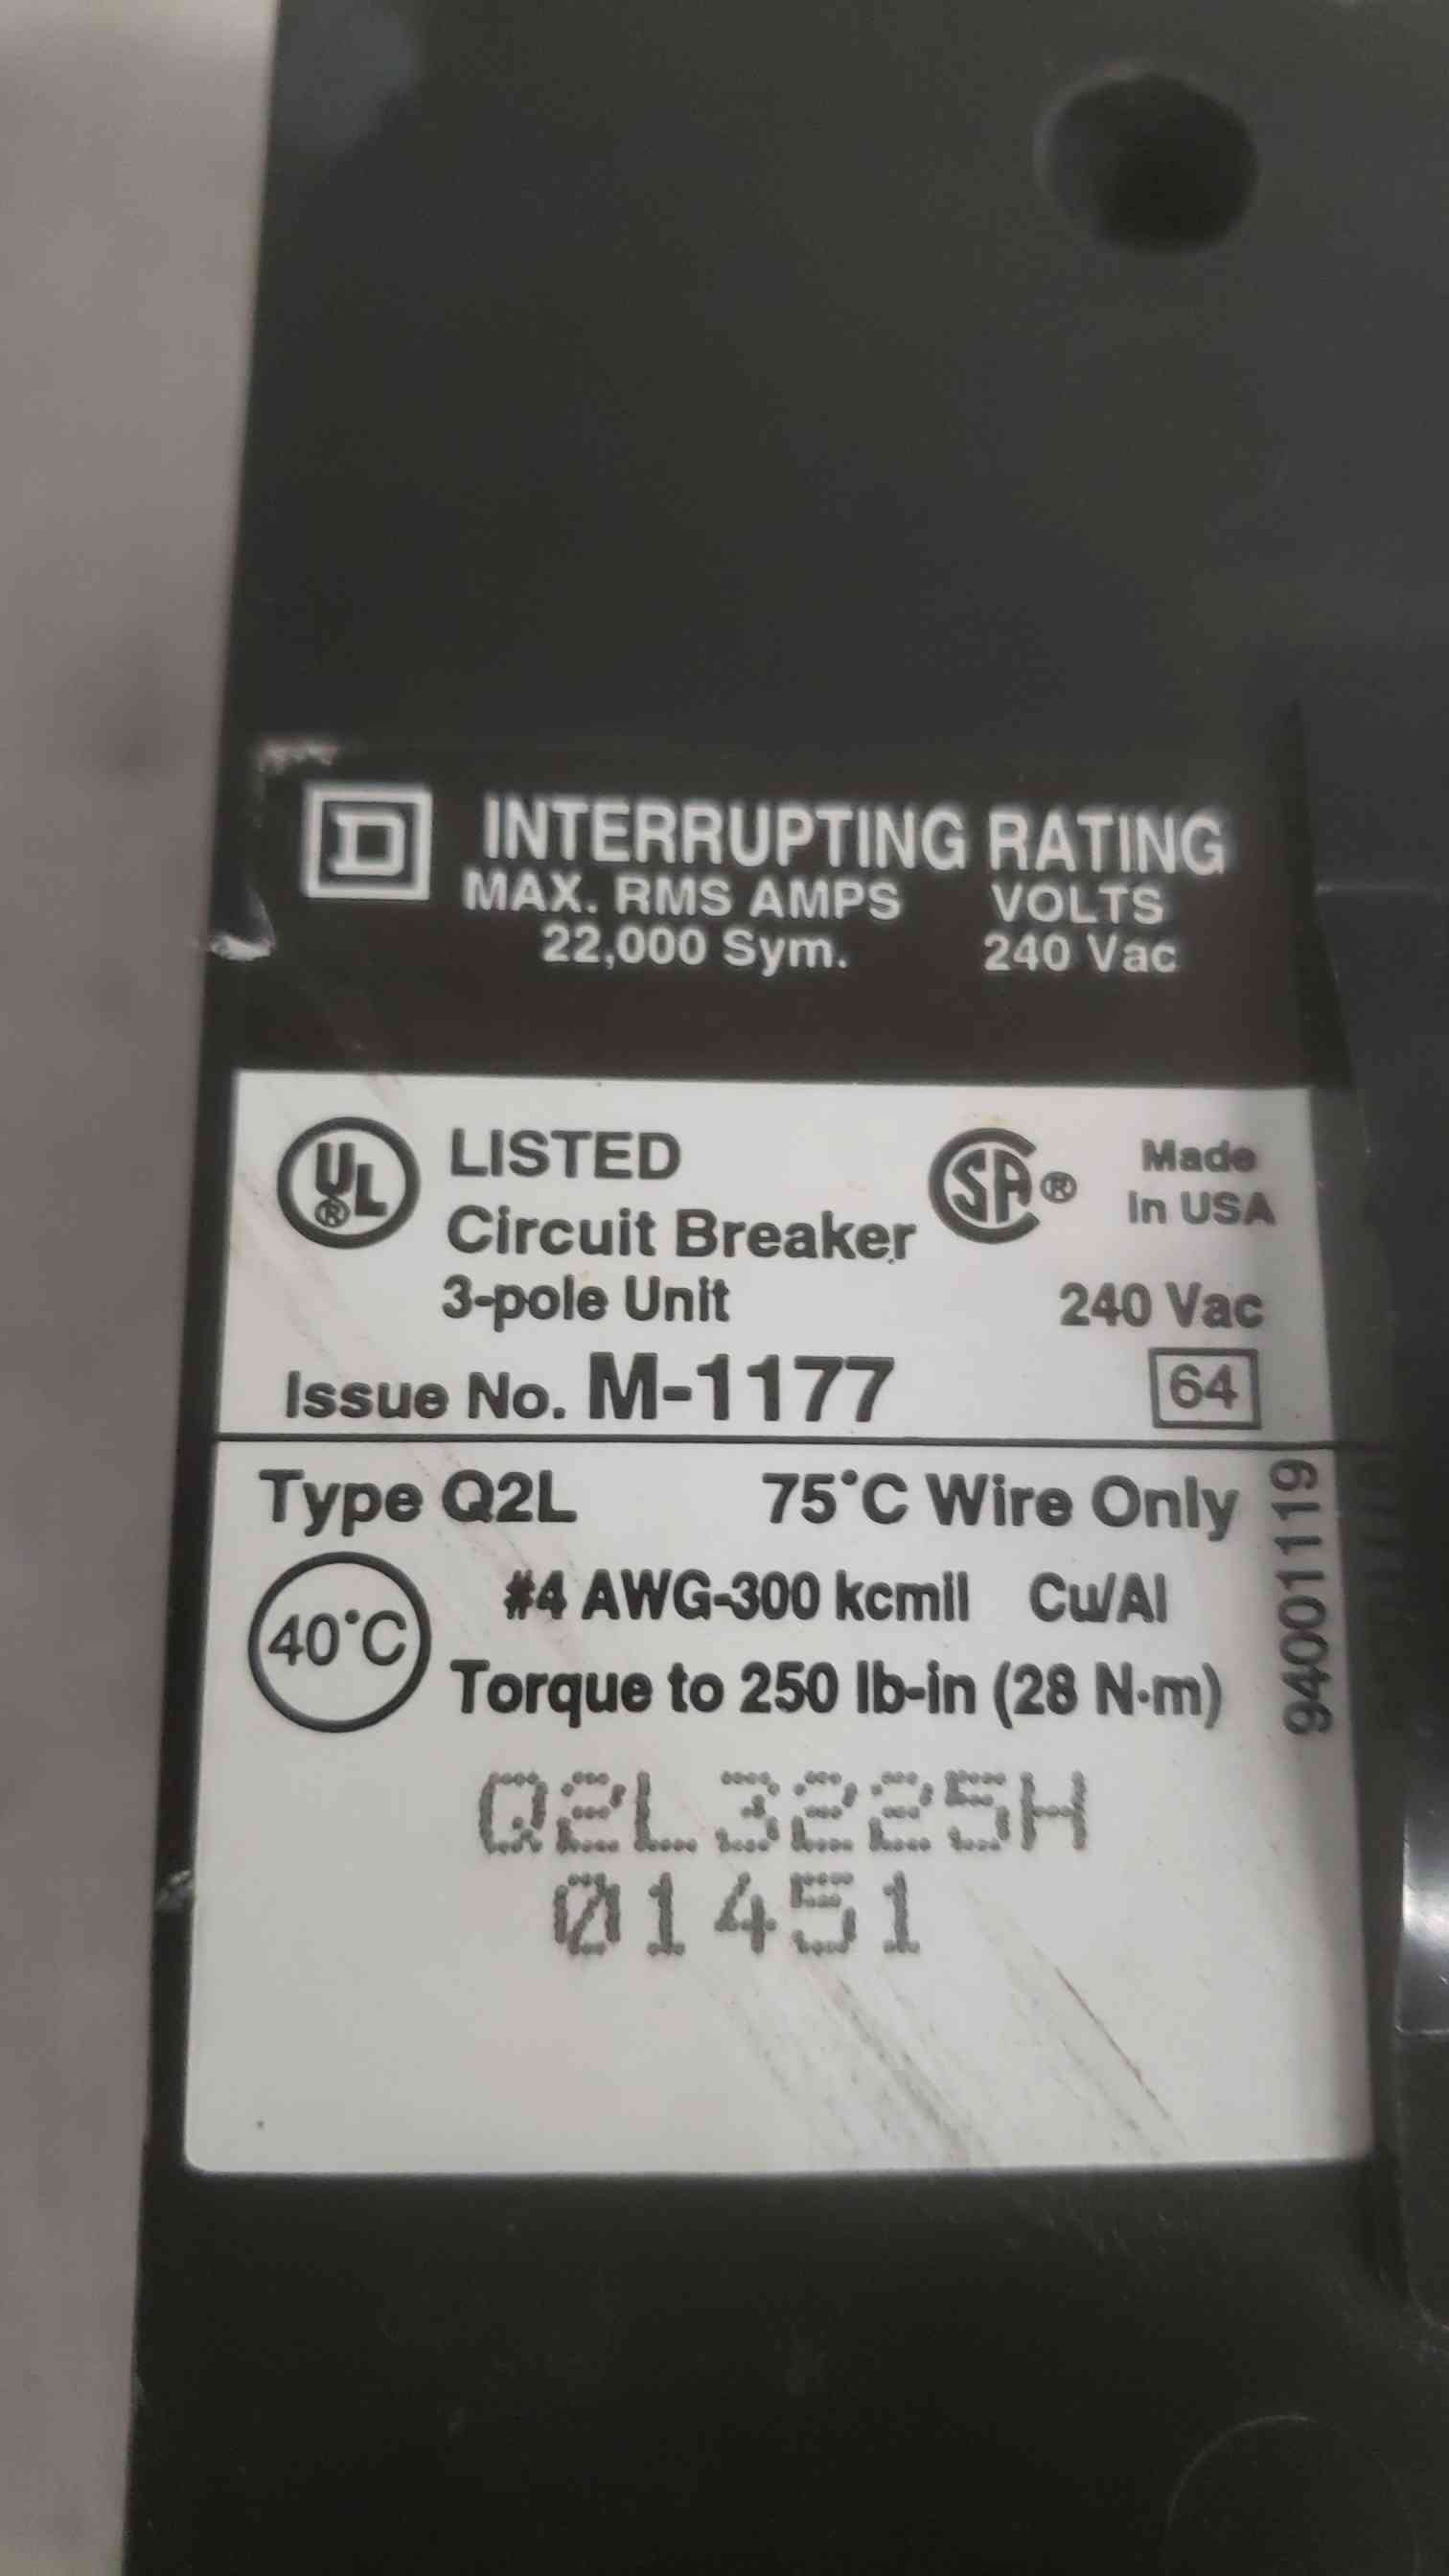 D INTERRUPTING RATING
MAX. RMS AMPS VOLTS
22,000 Sym. 240 Vac
UL® LISTED
Circuit Breaker
3-pole Unit
SA® Made
in USA
240 Vac
Issue No. M-1177 64
Type Q2L 75°C Wire Only
40°C #4 AWG-300 kcmil Cu/Al
Torque to 250 lb-in (28 N·m)
94001119
Q2L3225H
01451